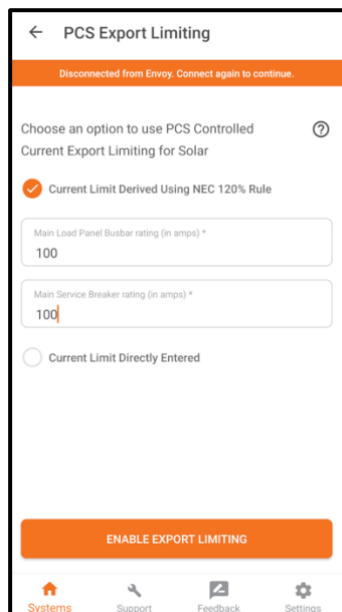 PCS Export Limiting
Disconnected from Envoy. Connect again to continue.
Choose an option to use PCS Controlled
Current Export Limiting for Solar
Current Limit Derived Using NEC 120% Rule
Main Load Panel Busbar rating (in amps) *
100
Main Service Breaker rating (in amps) *
100
Current Limit Directly Entered
ENABLE EXPORT LIMITING
Systems Support Feedback Settings